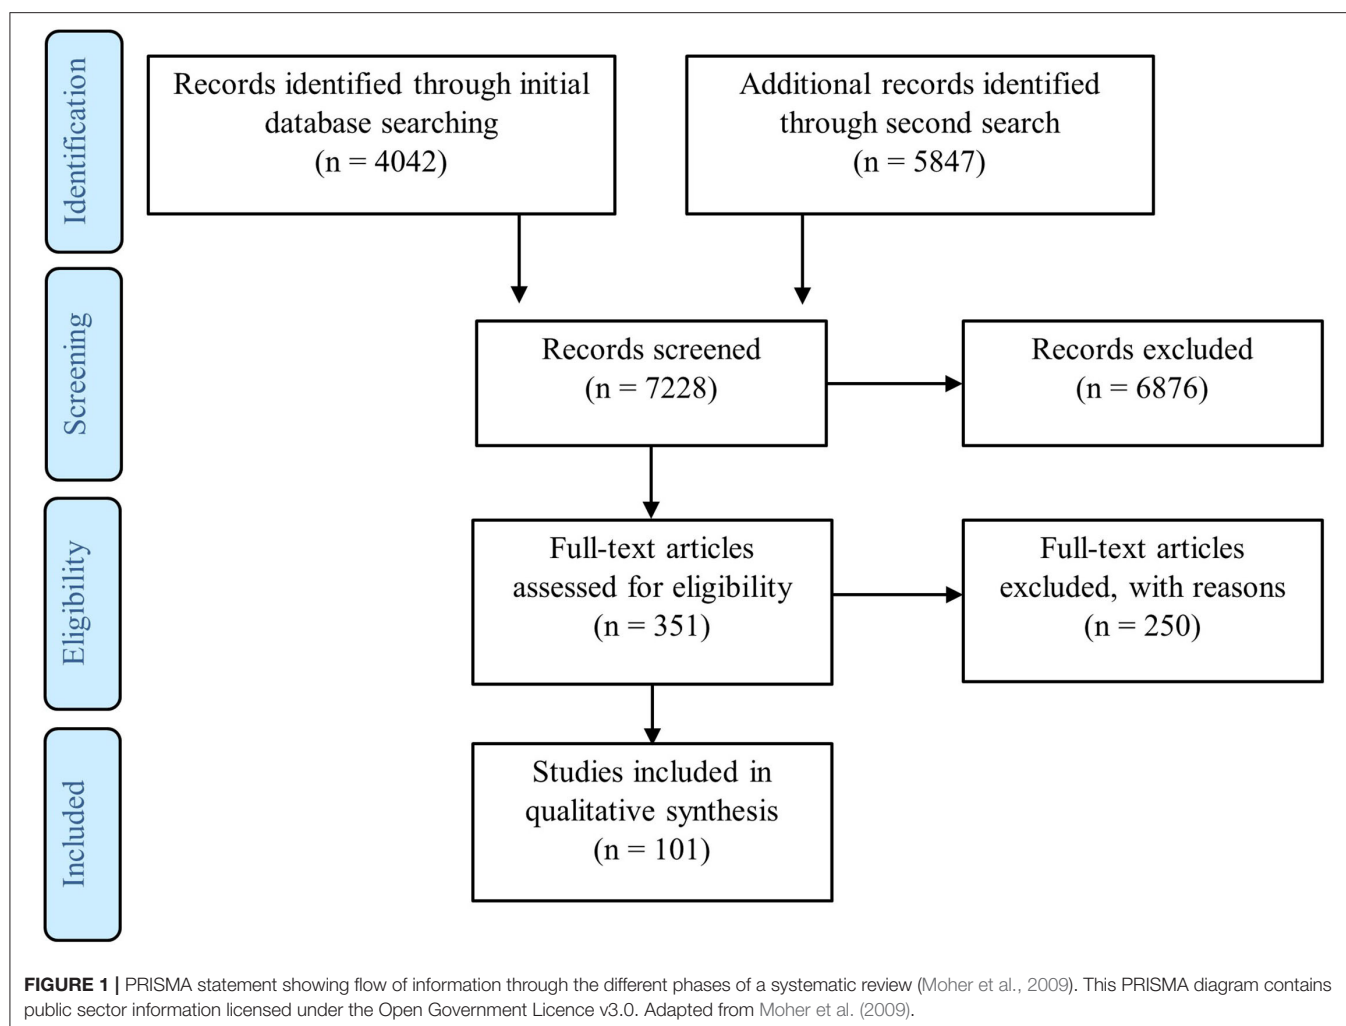 Identification
Records identified through initial
database searching
(n = 4042)
Additional records identified
through second search
(n = 5847)
Screening
Records screened
(n = 7228)
Records excluded
(n = 6876)
Eligibility
Full-text articles
assessed for eligibility
(n = 351)
Full-text articles
excluded, with reasons
(n = 250)
Included
Studies included in
qualitative synthesis
(n = 101)
FIGURE 1 | PRISMA statement showing flow of information through the different phases of a systematic review (Moher et al., 2009). This PRISMA diagram contains
public sector information licensed under the Open Government Licence v3.0. Adapted from Moher et al. (2009).